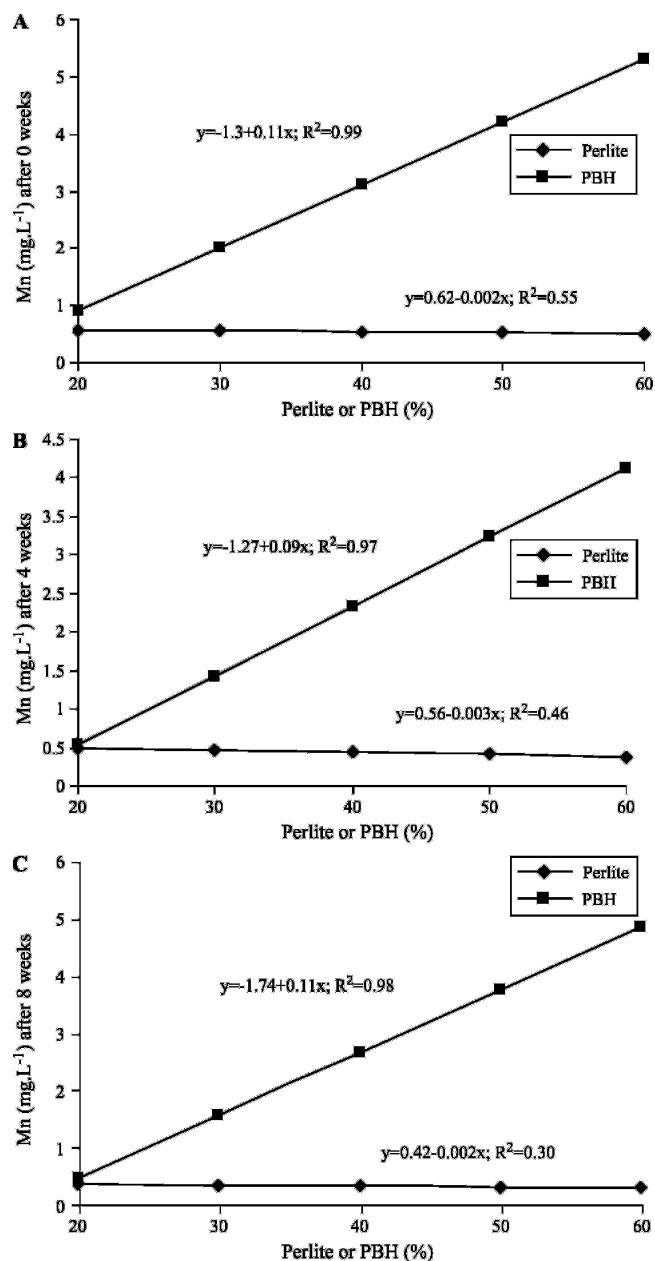 A
Mn (mg.L⁻¹) after 0 weeks
6
5
4
3
2
1
0
y=-1.3+0.11x; R²=0.99
Perlite
PBH
y=0.62-0.002x; R²=0.55
20 30 40 50 60
Perlite or PBH (%)
B
Mn (mg.L⁻¹) after 4 weeks
4.5
4
3.5
3
2.5
2
1.5
1
0.5
0
y=-1.27+0.09x; R²=0.97
Perlite
PBH
y=0.56-0.003x; R²=0.46
20 30 40 50 60
Perlite or PBH (%)
C
Mn (mg.L⁻¹) after 8 weeks
6
5
4
3
2
1
0
Perlite
PBH
y=-1.74+0.11x; R²=0.98
y=0.42-0.002x; R²=0.30
20 30 40 50 60
Perlite or PBH (%)